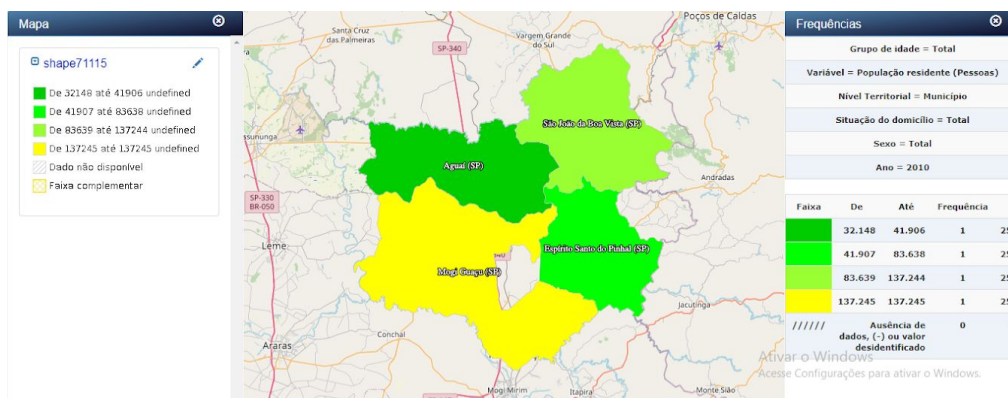 Mapa
shape71115
De 32148 até 41906 undefined
De 41907 até 83638 undefined
De 83639 até 137244 undefined
De 137245 até 137245 undefined
Dado não disponível
Faixa complementar
Poços de Caldas
Santa Cruz
das Palmeiras
Vargem Grande
do Sul
SP-340
São João da Boa Vista (SP)
ununga
Aguaí (SP)
Andradas
SP-330
BR-050
Leme
Espírito Santo do Pinhal (SP)
Mogi Guaçu (SP)
Jacutinga
Conchal
Araras
Mogi Mirim
Itapira
Monte Sião
Frequências
Grupo de idade = Total
Variável = População residente (Pessoas)
Nível Territorial = Município
Situação do domicílio = Total
Sexo = Total
Ano = 2010
Faixa De Até Frequência
32.148 41.906 1 25
41.907 83.638 1 25
83.639 137.244 1 25
137.245 137.245 1 25
////// Ausência de 0
dados, (-) ou valor
desidentificado
Ativar o Windows
Acesse Configurações para ativar o Windows.